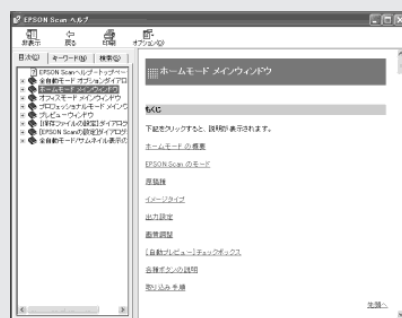 EPSON Scan ヘルプ
非表示 戻る 印刷 オプション(O)
目次(C) キーワード(N) 検索(S)
EPSON Scanヘルプートップペー
全自動モード オプションダイアロ
ホームモード メインウィンドウ
オフィスモード メインウィンドウ
プロフェッショナルモード メインウ
プレビューウィンドウ
[保存ファイルの設定]ダイアログ
[EPSON Scanの設定]ダイアログ
全自動モード/サムネイル表示の
ホームモード メインウィンドウ
もくじ
下記をクリックすると、説明が表示されます。
ホームモードの概要
EPSON Scan のモード
原稿種
イメージタイプ
出力設定
画質調整
[自動プレビュー]チェックボックス
各種ボタンの説明
取り込み手順
先頭へ